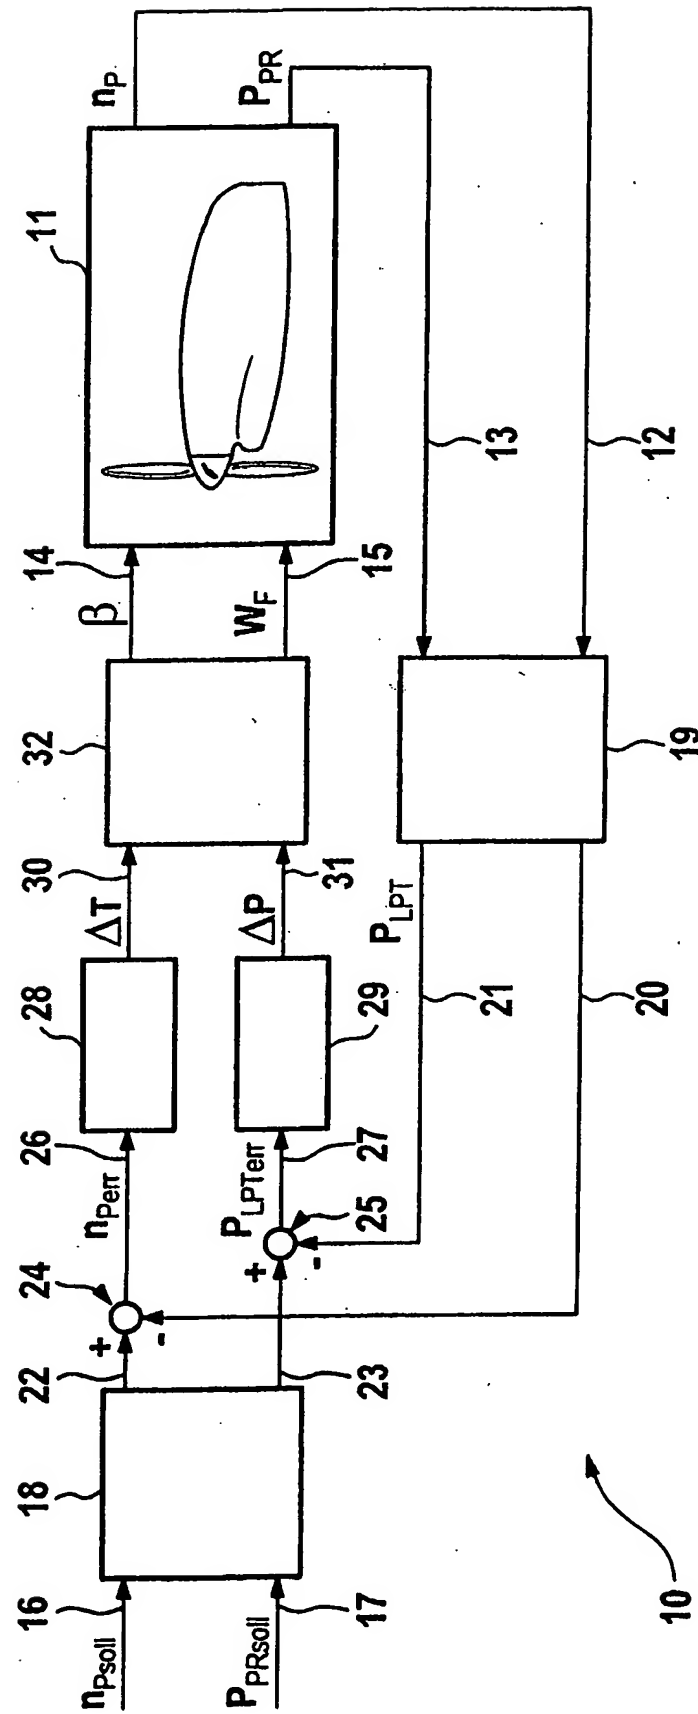 n_Psoll
16
P_PRsoll
17
18
22
23
+
-
24
+
-
25
n_Perr
26
P_LPTerr
27
28
29
ΔT
30
ΔP
31
32
β
14
W_F
15
11
n_P
P_PR
13
12
19
P_LPT
21
20
10